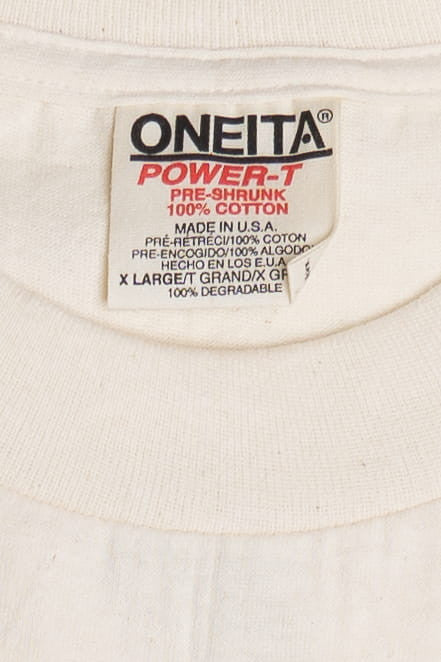 ONEITA®
POWER-T
PRE-SHRUNK
100% COTTON
MADE IN U.S.A.
PRÉ-RÉTRÉCI/100% COTON
PRE-ENCOGIDO/100% ALGODO
HECHO EN LOS E.U.A
X LARGE/T GRAND/X GR
100% DEGRADABLE